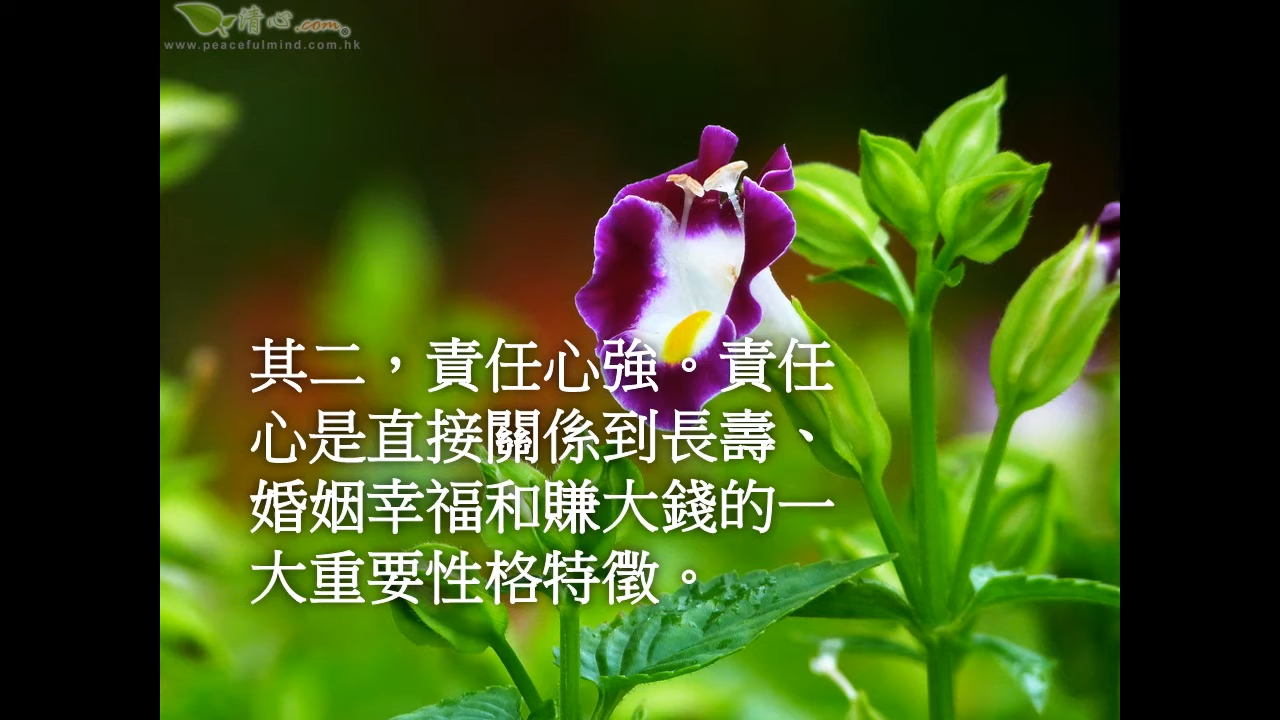 清心.com
www.peacefulmind.com.hk
其二，責任心強。責任
心是直接關係到長壽、
婚姻幸福和賺大錢的一
大重要性格特徵。